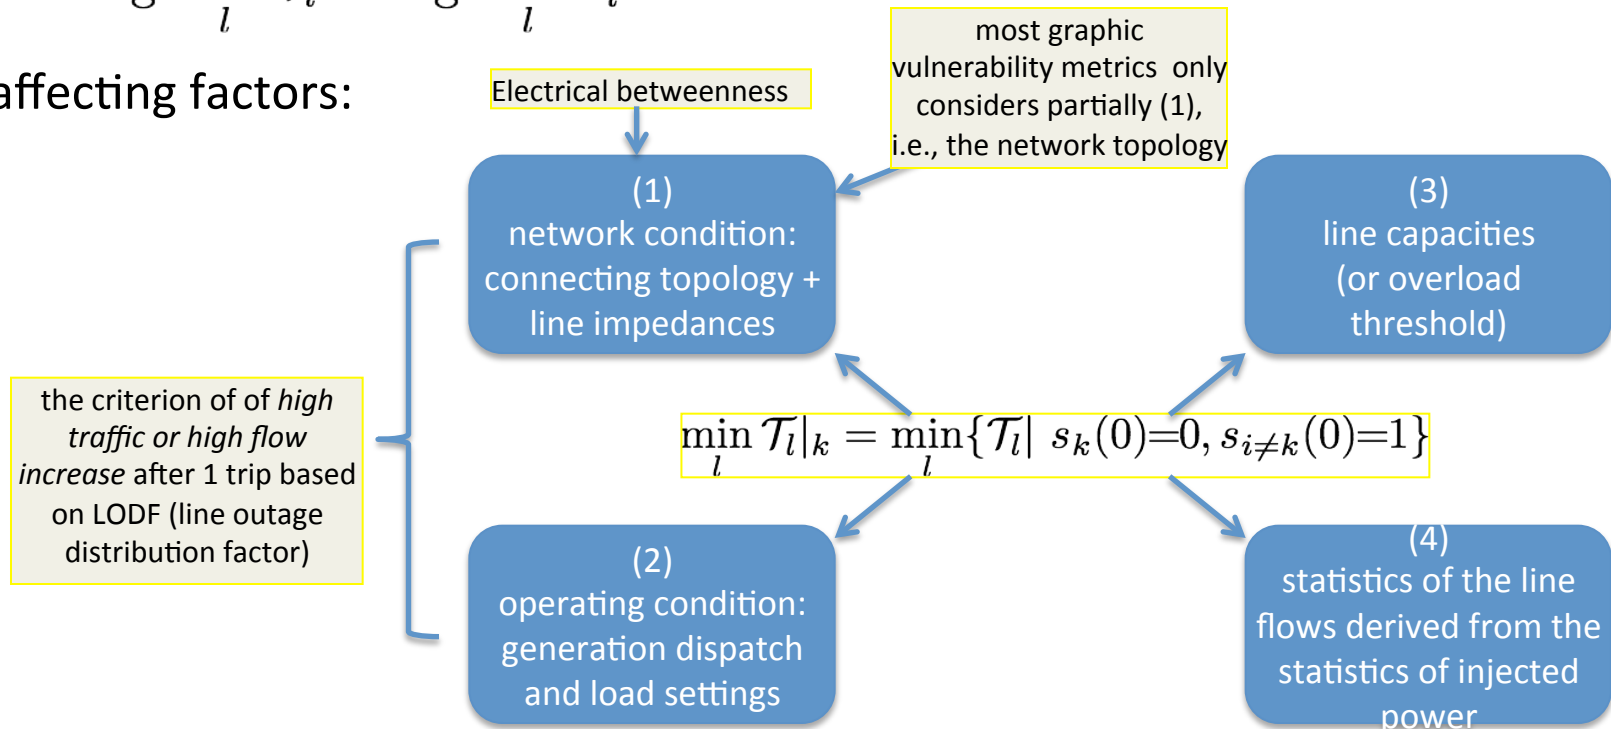 l l
affecting factors:
Electrical betweenness
most graphic
vulnerability metrics only
considers partially (1),
i.e., the network topology
(1)
network condition:
connecting topology +
line impedances
(3)
line capacities
(or overload
threshold)
the criterion of of high
traffic or high flow
increase after 1 trip based
on LODF (line outage
distribution factor)
min_l 𝒯_l|_k = min_l{𝒯_l| s_k(0)=0, s_{i≠k}(0)=1}
(2)
operating condition:
generation dispatch
and load settings
(4)
statistics of the line
flows derived from the
statistics of injected
power